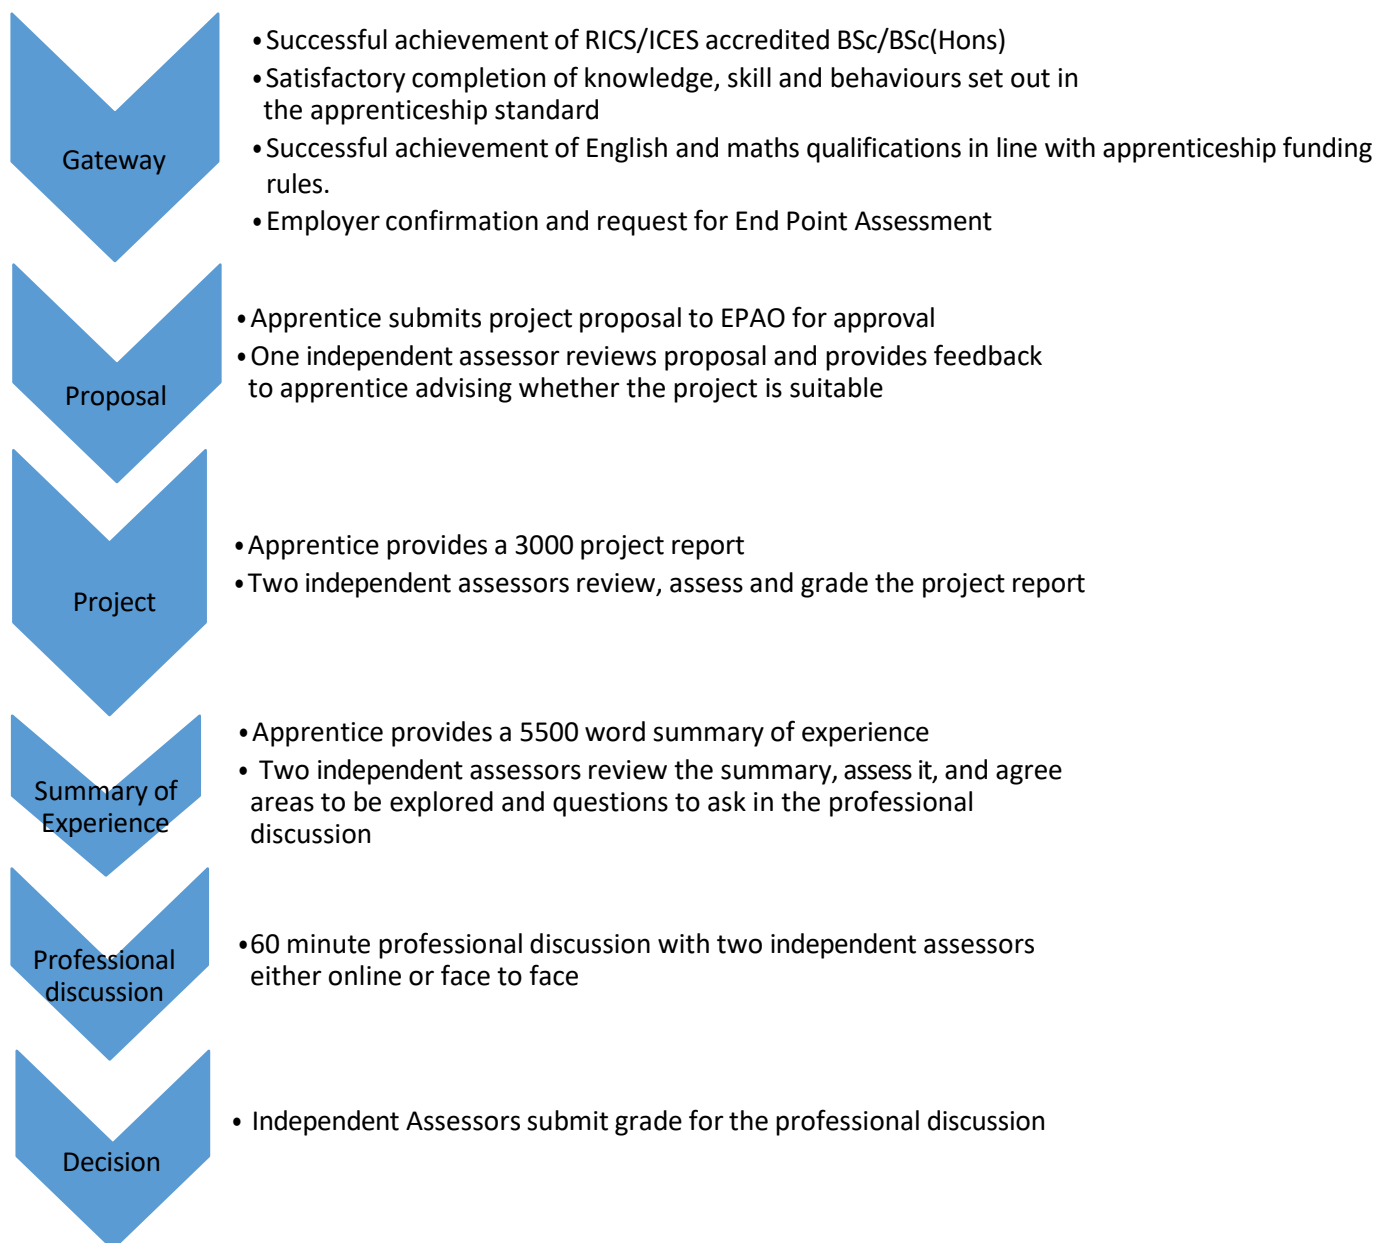 Gateway
•Successful achievement of RICS/ICES accredited BSc/BSc(Hons)
•Satisfactory completion of knowledge, skill and behaviours set out in
the apprenticeship standard
•Successful achievement of English and maths qualifications in line with apprenticeship funding
rules.
•Employer confirmation and request for End Point Assessment
Proposal
•Apprentice submits project proposal to EPAO for approval
•One independent assessor reviews proposal and provides feedback
to apprentice advising whether the project is suitable
Project
•Apprentice provides a 3000 project report
•Two independent assessors review, assess and grade the project report
Summary of
Experience
•Apprentice provides a 5500 word summary of experience
• Two independent assessors review the summary, assess it, and agree
areas to be explored and questions to ask in the professional
discussion
Professional
discussion
•60 minute professional discussion with two independent assessors
either online or face to face
Decision
• Independent Assessors submit grade for the professional discussion